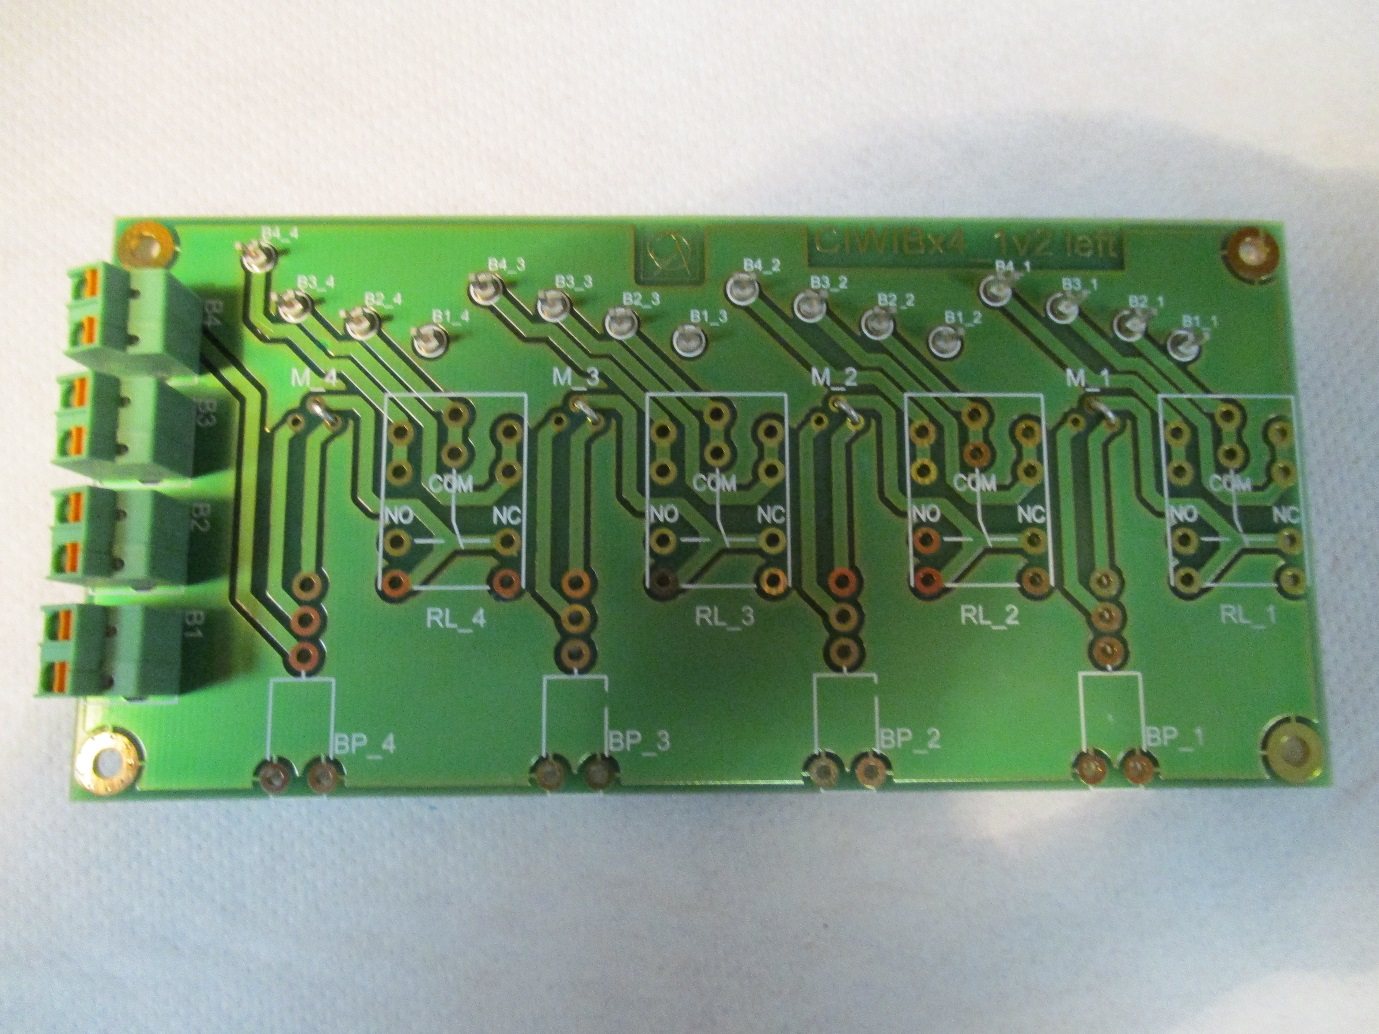 CIWIBx4_1v2 left
B4_4
B3_4
B2_4
B1_4
B4_3
B3_3
B2_3
B1_3
B4_2
B3_2
B2_2
B1_2
B4_1
B3_1
B2_1
B1_1
B4
B3
B2
B1
M_4
M_3
M_2
M_1
COM
NO
NC
RL_4
COM
NO
NC
RL_3
COM
NO
NC
RL_2
COM
NO
NC
RL_1
BP_4
BP_3
BP_2
BP_1